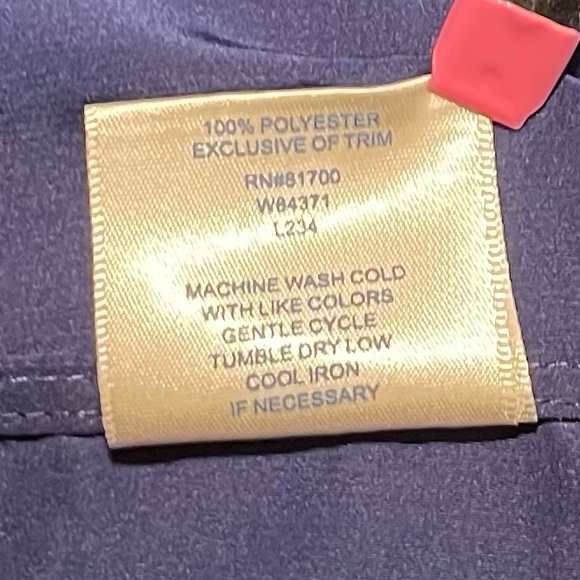 100% POLYESTER
EXCLUSIVE OF TRIM
RN#81700
W84371
L234
MACHINE WASH COLD
WITH LIKE COLORS
GENTLE CYCLE
TUMBLE DRY LOW
COOL IRON
IF NECESSARY